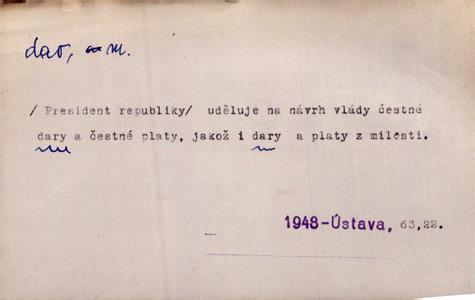 dar, -u m.
/President republiky/ uděluje na návrh vlády čestné
dary a čestné platy, jakož i dary a platy z milosti.
1948-Ústava, 63,22.